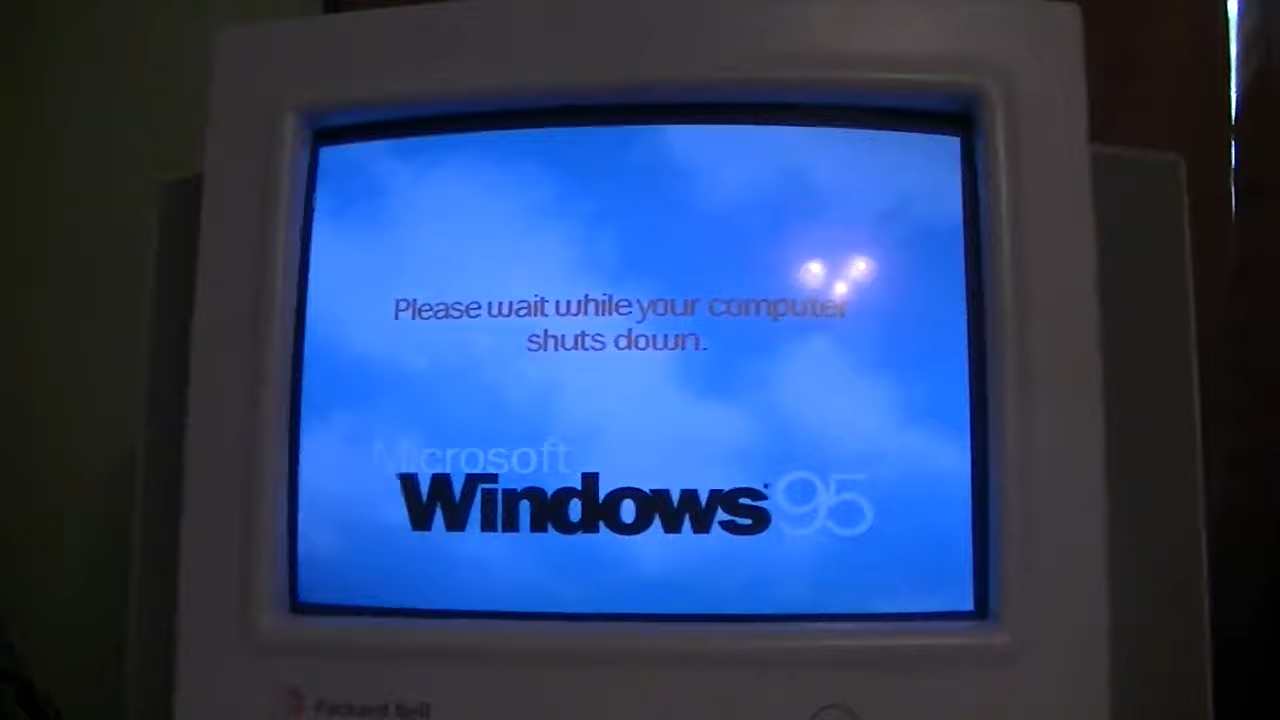 Please wait while your computer
shuts down.
Microsoft
Windows 95
Packard Bell